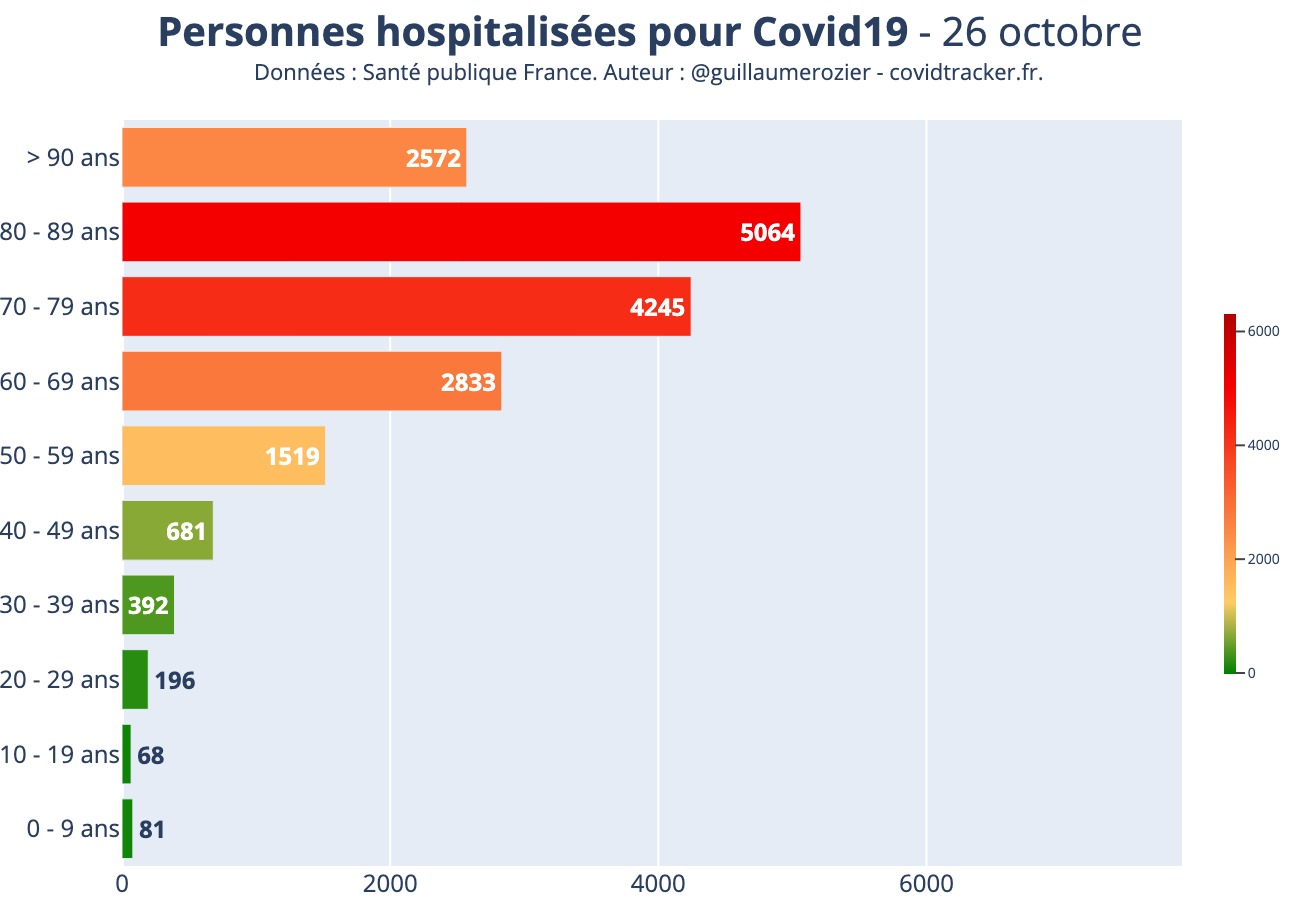 Personnes hospitalisées pour Covid19 - 26 octobre
Données : Santé publique France. Auteur : @guillaumerozier - covidtracker.fr.
> 90 ans 2572
80 - 89 ans 5064
70 - 79 ans 4245
60 - 69 ans 2833
50 - 59 ans 1519
40 - 49 ans 681
30 - 39 ans 392
20 - 29 ans 196
10 - 19 ans 68
0 - 9 ans 81
0 2000 4000 6000
6000
4000
2000
0